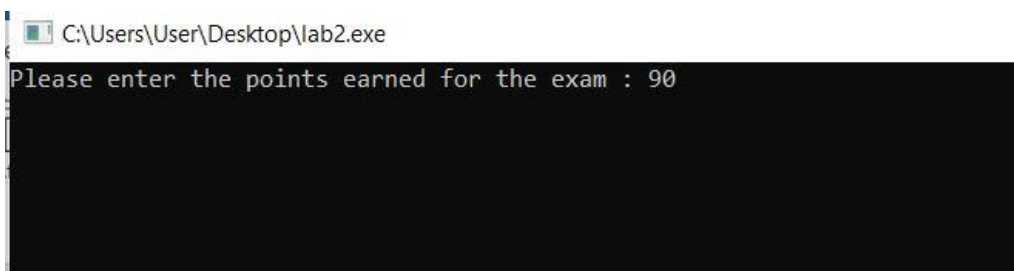 C:\Users\User\Desktop\lab2.exe
Please enter the points earned for the exam : 90